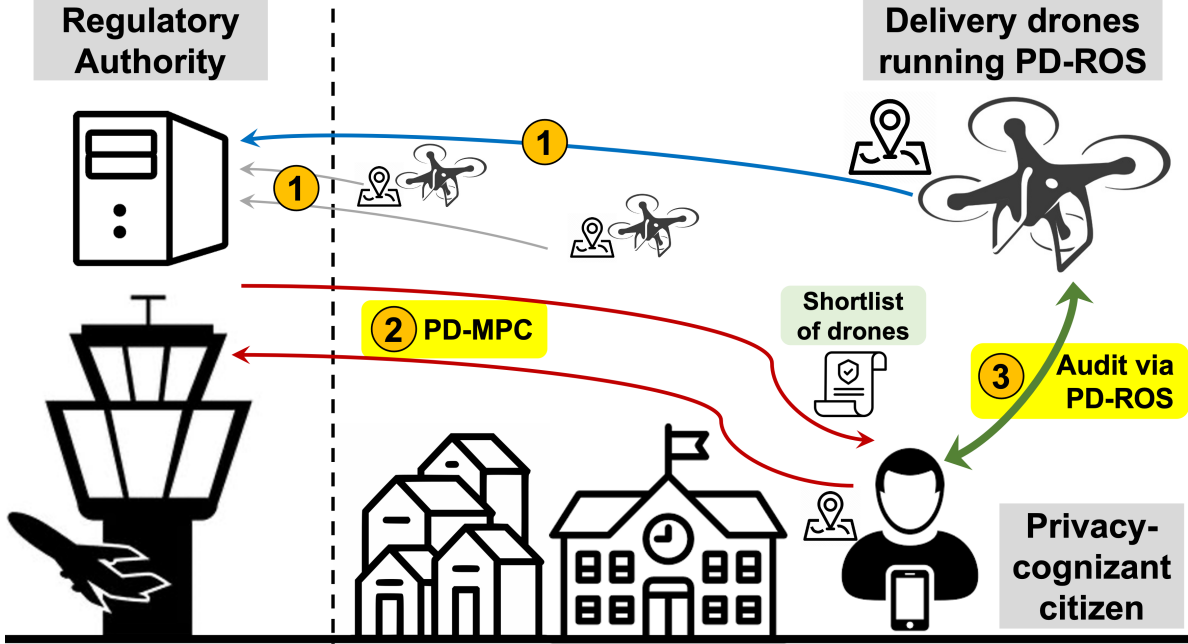 Regulatory
Authority
Delivery drones
running PD-ROS
1
1
2 PD-MPC
Shortlist
of drones
3 Audit via
PD-ROS
Privacy-
cognizant
citizen